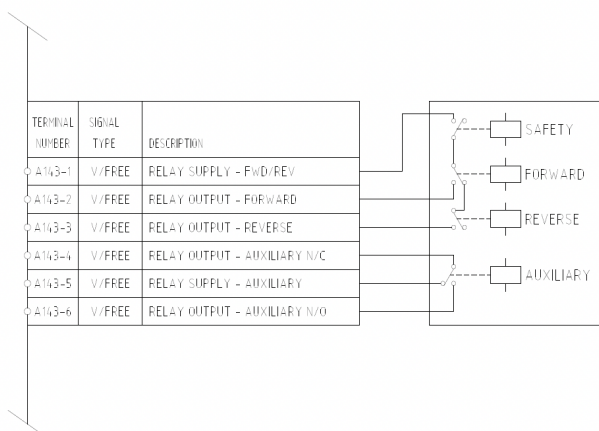 TERMINAL NUMBER SIGNAL TYPE DESCRIPTION
A143-1 V/FREE RELAY SUPPLY - FWD/REV
A143-2 V/FREE RELAY OUTPUT - FORWARD
A143-3 V/FREE RELAY OUTPUT - REVERSE
A143-4 V/FREE RELAY OUTPUT - AUXILIARY N/C
A143-5 V/FREE RELAY SUPPLY - AUXILIARY
A143-6 V/FREE RELAY OUTPUT - AUXILIARY N/O
SAFETY
FORWARD
REVERSE
AUXILIARY